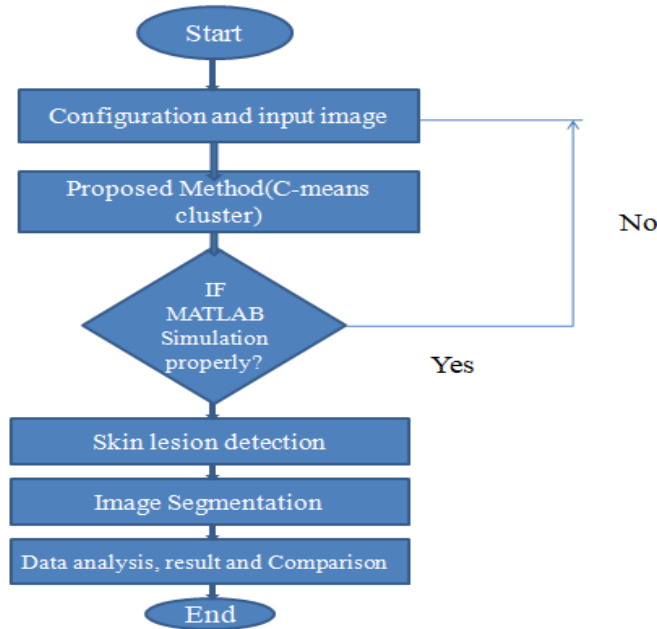 Start
Configuration and input image
Proposed Method(C-means
cluster)
No
IF
MATLAB
Simulation
properly?
Yes
Skin lesion detection
Image Segmentation
Data analysis, result and Comparison
End